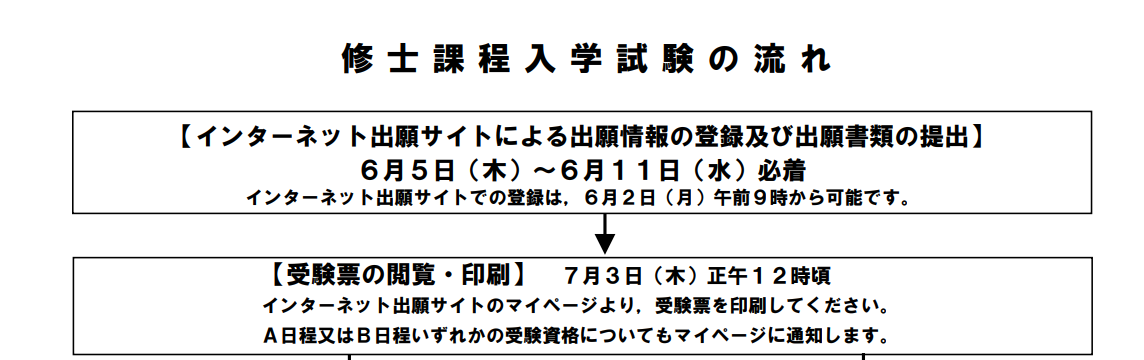 修士課程入学試験の流れ
【インターネット出願サイトによる出願情報の登録及び出願書類の提出】
６月５日（木）～６月１１日（水）必着
インターネット出願サイトでの登録は，６月２日（月）午前９時から可能です。
【受験票の閲覧・印刷】　７月３日（木）正午１２時頃
インターネット出願サイトのマイページより，受験票を印刷してください。
Ａ日程又はＢ日程いずれかの受験資格についてもマイページに通知します。